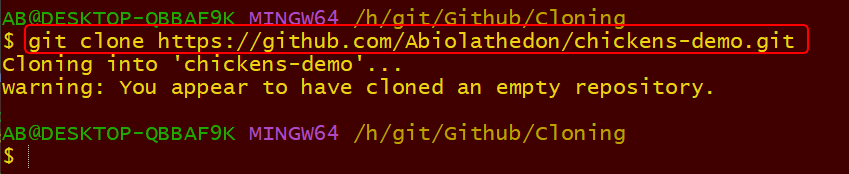 AB@DESKTOP-QBBAF9K MINGW64 /h/git/Github/Cloning
$ git clone https://github.com/Abiolathedon/chickens-demo.git
Cloning into 'chickens-demo'...
warning: You appear to have cloned an empty repository.
AB@DESKTOP-QBBAF9K MINGW64 /h/git/Github/Cloning
$